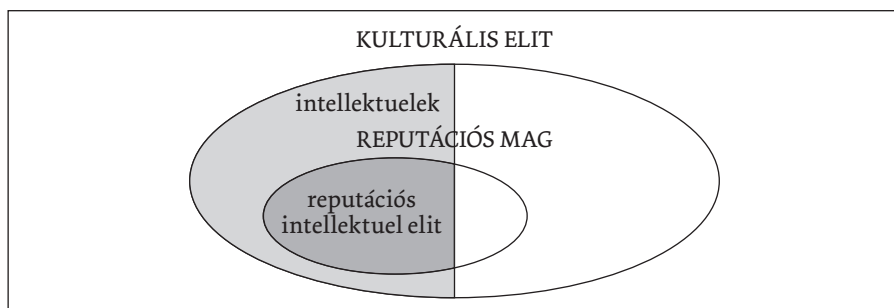 KULTURÁLIS ELIT
intellektuelek
REPUTÁCIÓS MAG
reputációs
intellektuel elit